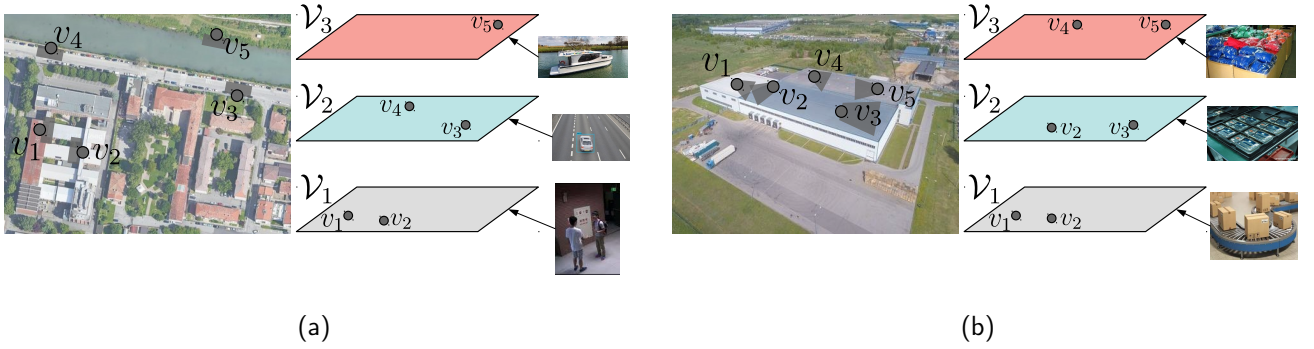 v₄
v₅
v₃
v₁
v₂
𝒱₃
v₅
𝒱₂
v₄
v₃
𝒱₁
v₁
v₂
(a)
v₁
v₂
v₄
v₅
v₃
𝒱₃
v₄
v₅
𝒱₂
v₂
v₃
𝒱₁
v₁
v₂
(b)